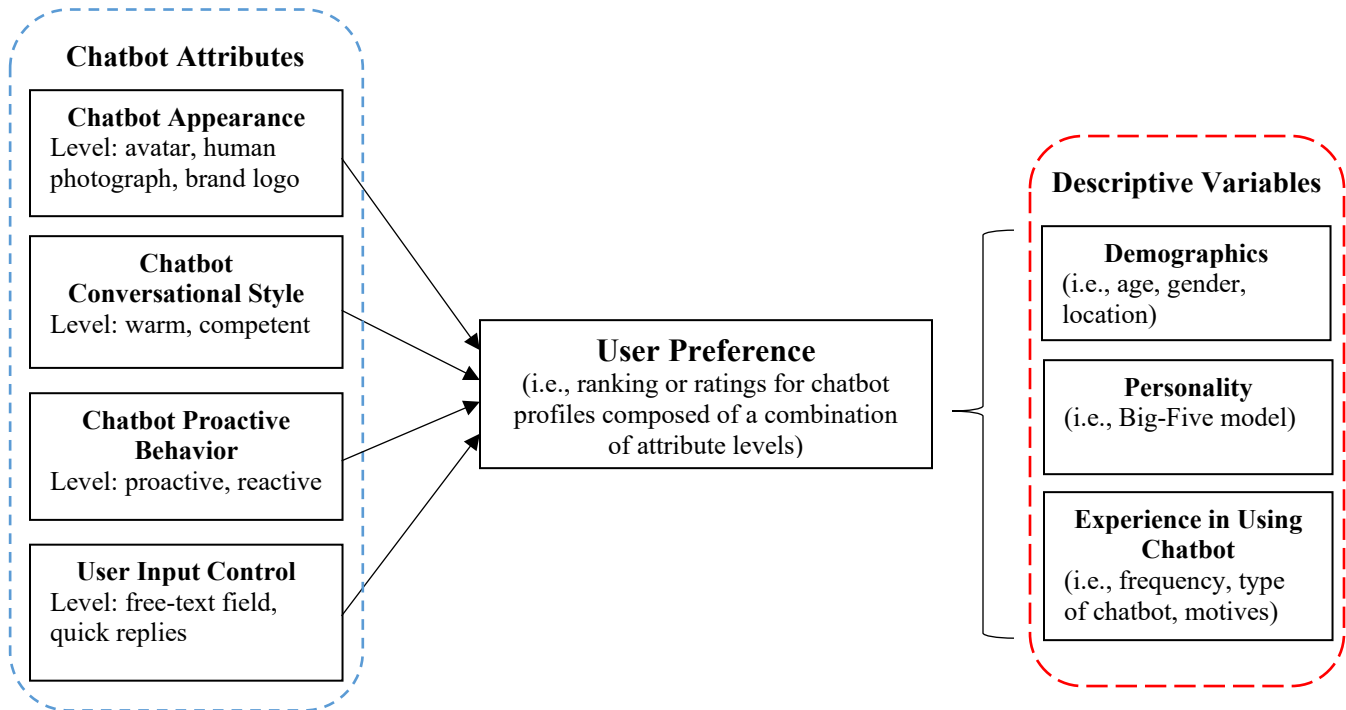 Chatbot Attributes
Chatbot Appearance
Level: avatar, human
photograph, brand logo
Chatbot
Conversational Style
Level: warm, competent
Chatbot Proactive
Behavior
Level: proactive, reactive
User Input Control
Level: free-text field,
quick replies
User Preference
(i.e., ranking or ratings for chatbot
profiles composed of a combination
of attribute levels)
Descriptive Variables
Demographics
(i.e., age, gender,
location)
Personality
(i.e., Big-Five model)
Experience in Using
Chatbot
(i.e., frequency, type
of chatbot, motives)